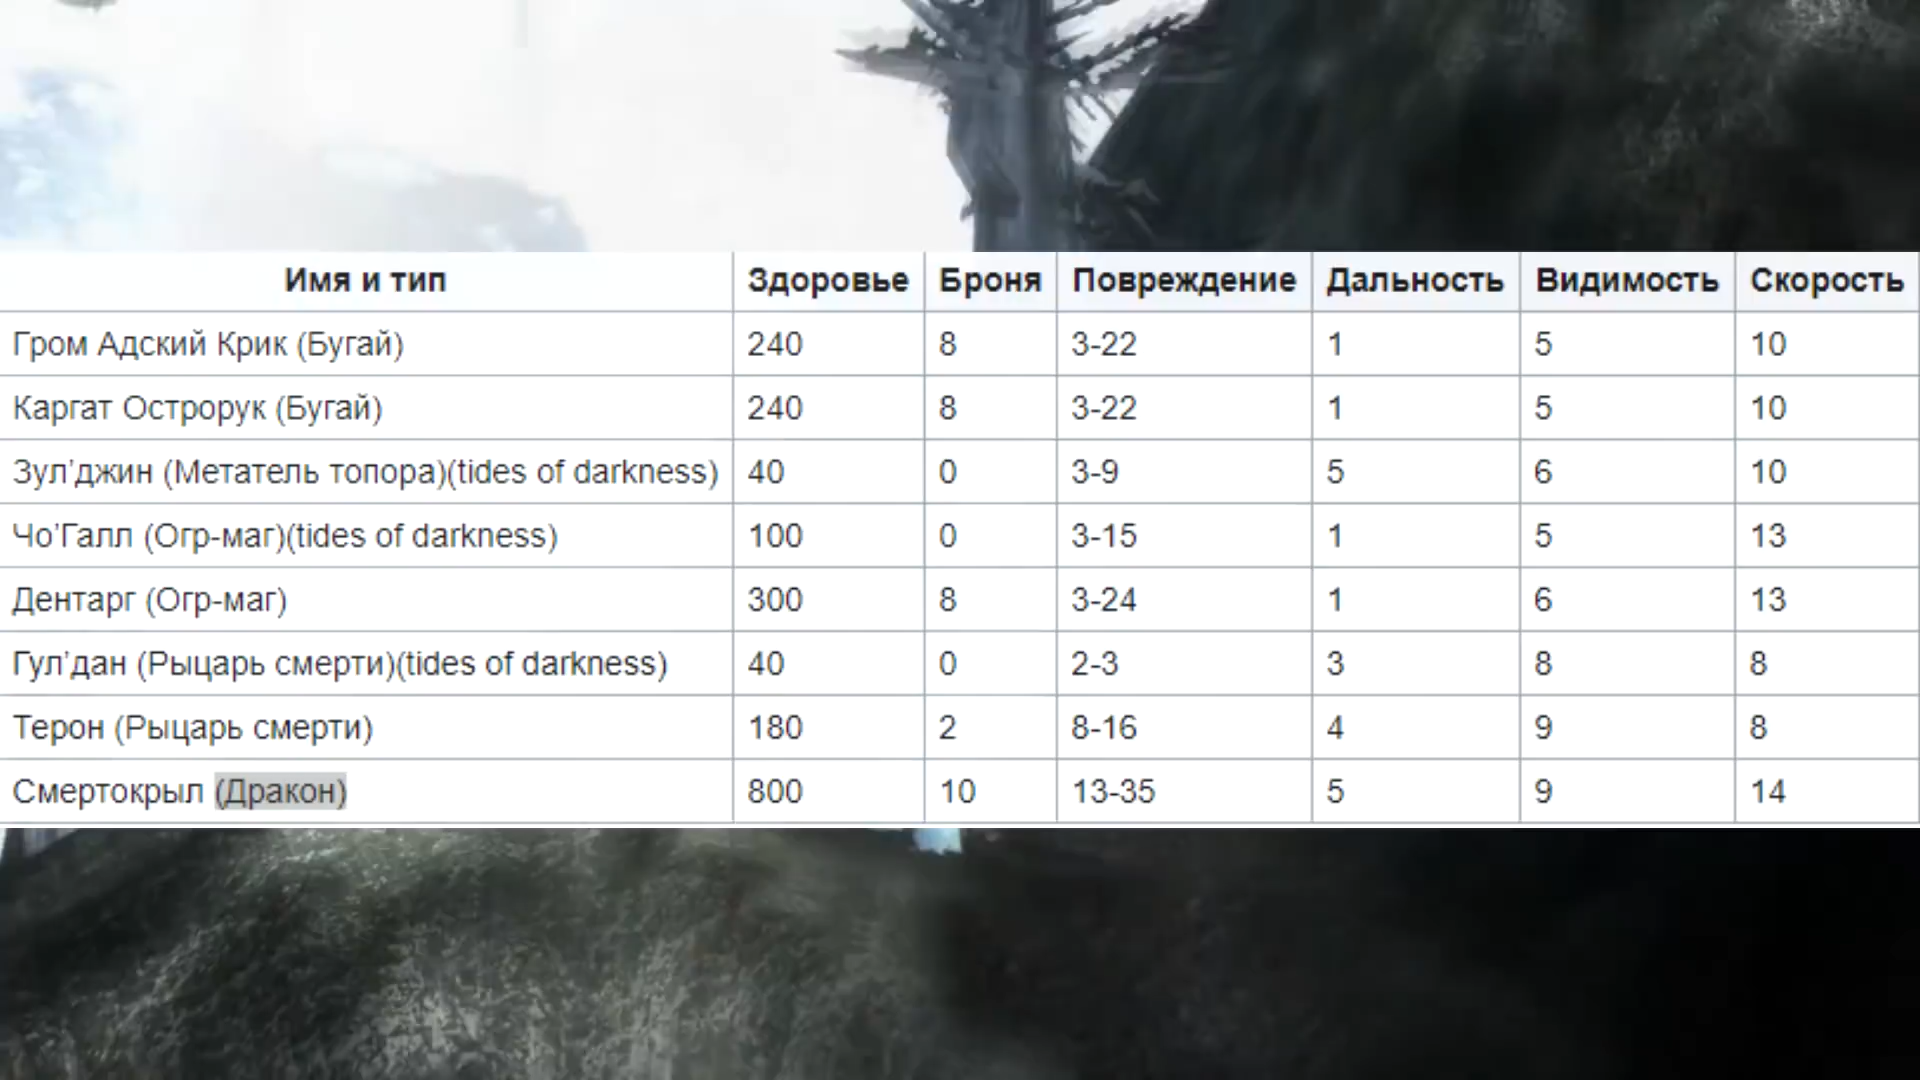 Имя и тип Здоровье Броня Повреждение Дальность Видимость Скорость
Гром Адский Крик (Бугай) 240 8 3-22 1 5 10
Каргат Острорук (Бугай) 240 8 3-22 1 5 10
Зул’джин (Метатель топора)(tides of darkness) 40 0 3-9 5 6 10
Чо’Галл (Огр-маг)(tides of darkness) 100 0 3-15 1 5 13
Дентарг (Огр-маг) 300 8 3-24 1 6 13
Гул’дан (Рыцарь смерти)(tides of darkness) 40 0 2-3 3 8 8
Терон (Рыцарь смерти) 180 2 8-16 4 9 8
Смертокрыл (Дракон) 800 10 13-35 5 9 14